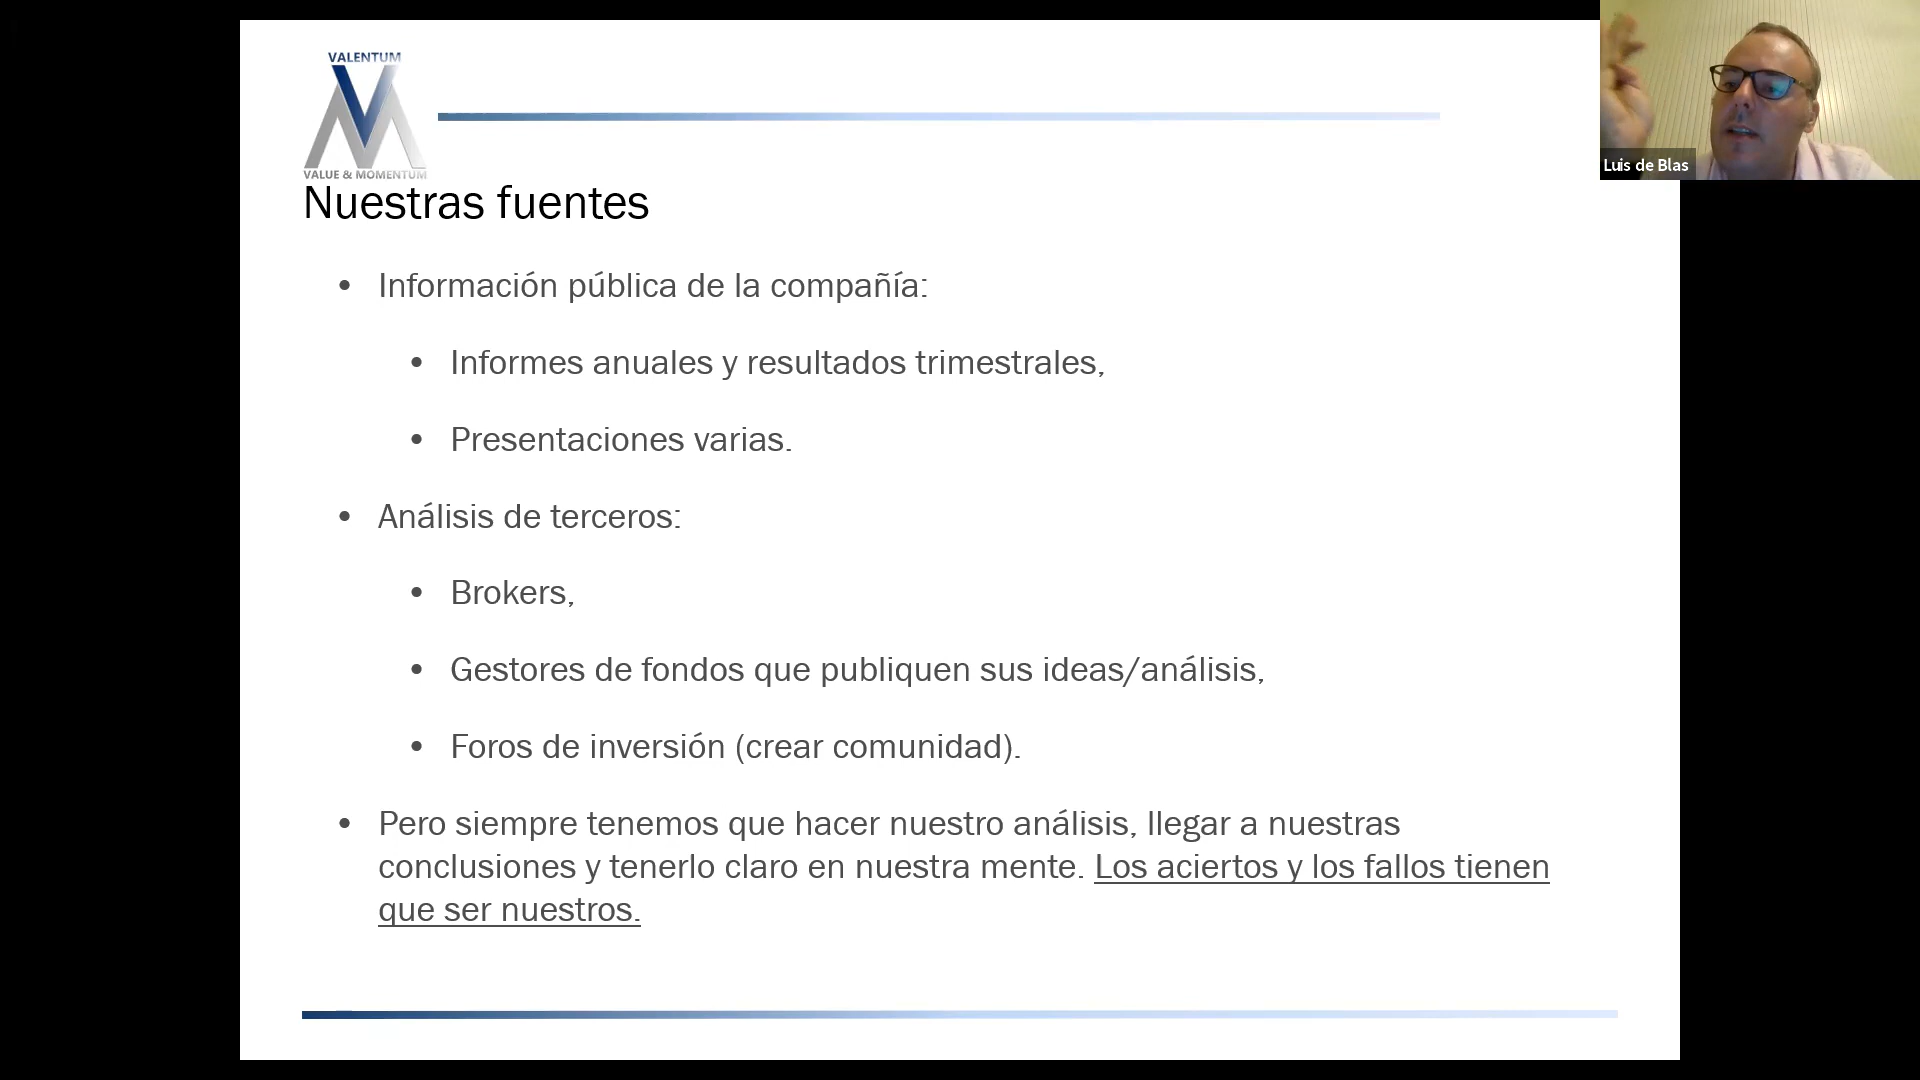 VALENTUM
VALUE & MOMENTUM
Luis de Blas
Nuestras fuentes
• Información pública de la compañía:
• Informes anuales y resultados trimestrales,
• Presentaciones varias.
• Análisis de terceros:
• Brokers,
• Gestores de fondos que publiquen sus ideas/análisis,
• Foros de inversión (crear comunidad).
• Pero siempre tenemos que hacer nuestro análisis, llegar a nuestras
conclusiones y tenerlo claro en nuestra mente. Los aciertos y los fallos tienen
que ser nuestros.